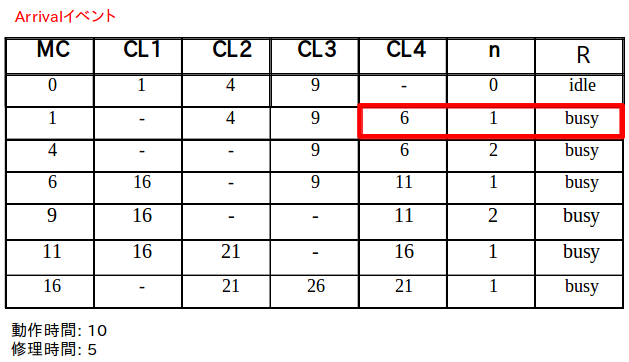 Arrivalイベント
MC CL1 CL2 CL3 CL4 n R
0 1 4 9 - 0 idle
1 - 4 9 6 1 busy
4 - - 9 6 2 busy
6 16 - 9 11 1 busy
9 16 - - 11 2 busy
11 16 21 - 16 1 busy
16 - 21 26 21 1 busy
動作時間: 10
修理時間: 5